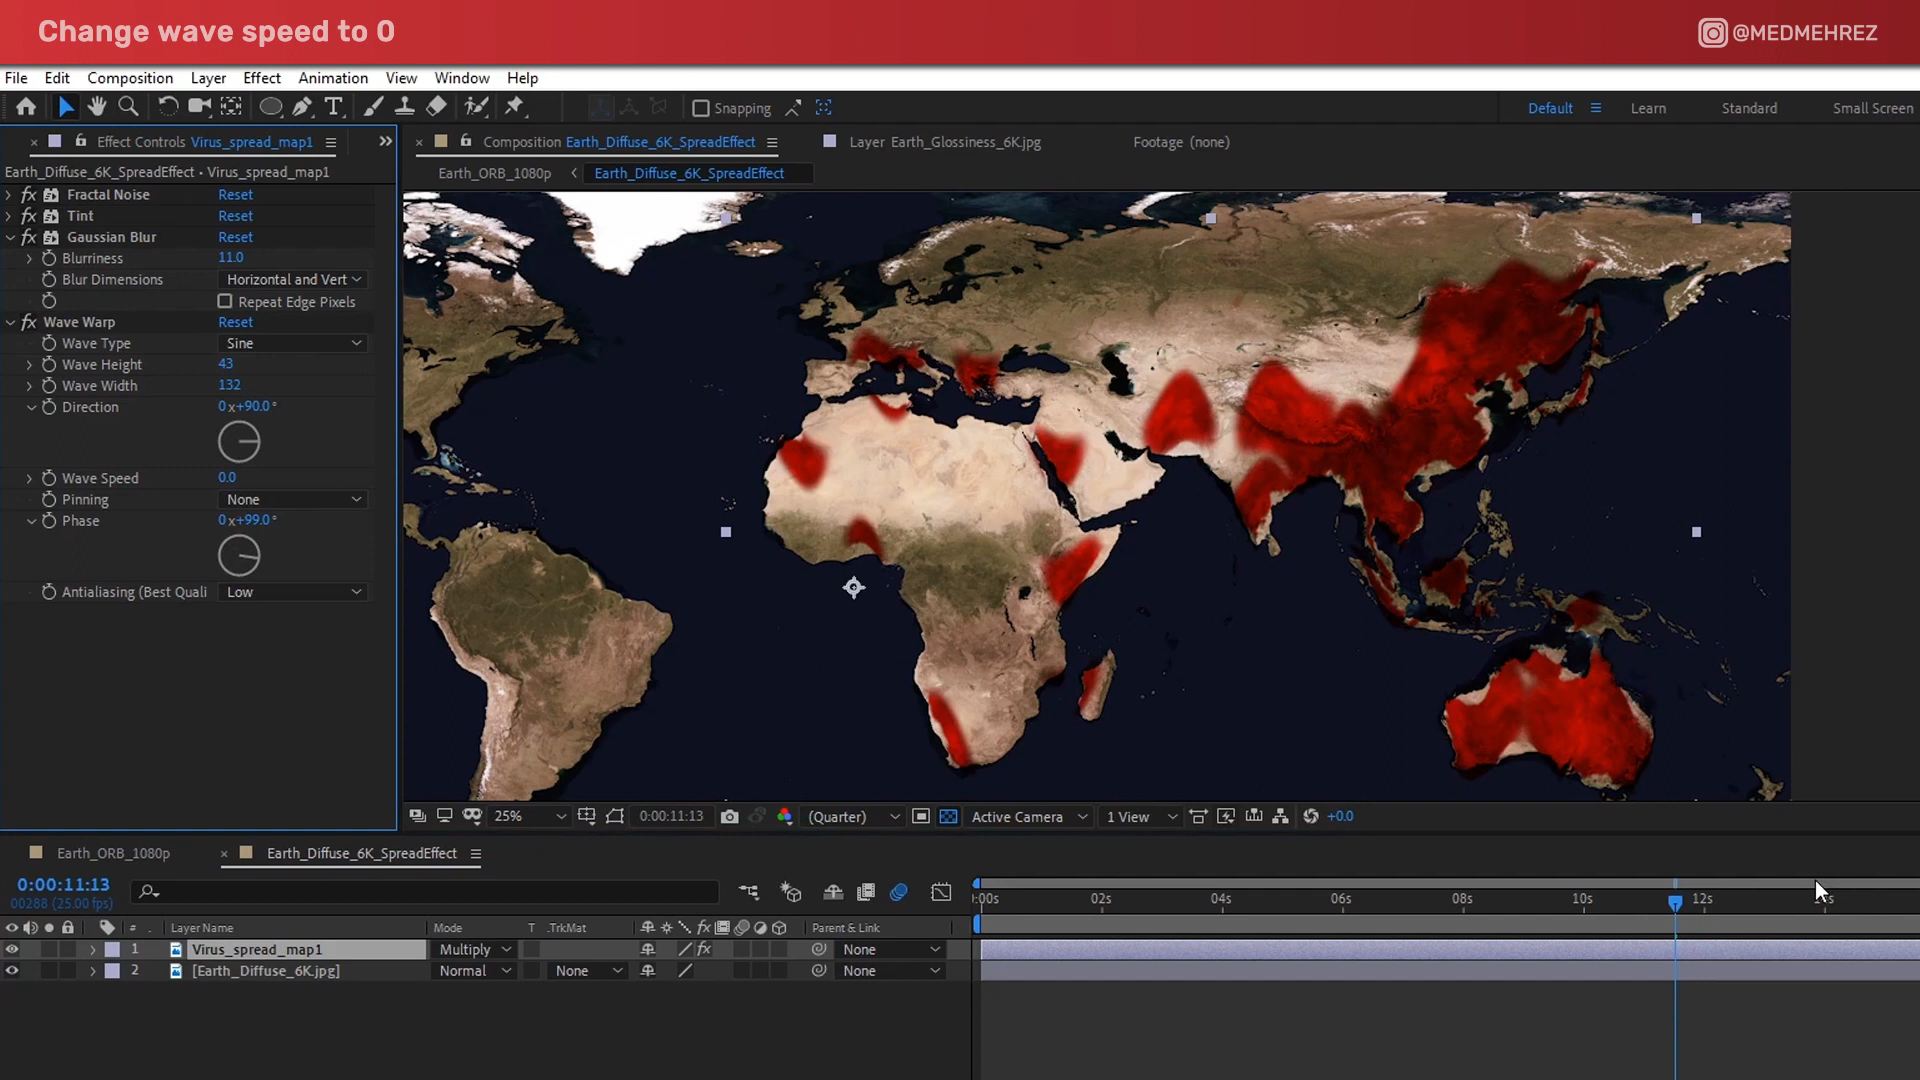 Change wave speed to 0
@MEDMEHREZ
File Edit Composition Layer Effect Animation View Window Help
Snapping
Default Learn Standard Small Screen
Effect Controls Virus_spread_map1
Composition Earth_Diffuse_6K_SpreadEffect
Layer Earth_Glossiness_6K.jpg
Footage (none)
Earth_Diffuse_6K_SpreadEffect • Virus_spread_map1
Earth_ORB_1080p Earth_Diffuse_6K_SpreadEffect
fx Fractal Noise Reset
fx Tint Reset
fx Gaussian Blur Reset
Blurriness 11.0
Blur Dimensions Horizontal and Vert
Repeat Edge Pixels
fx Wave Warp Reset
Wave Type Sine
Wave Height 43
Wave Width 132
Direction 0x+90.0°
Wave Speed 0.0
Pinning None
Phase 0x+99.0°
Antialiasing (Best Quali Low
25% 0:00:11:13 (Quarter) Active Camera 1 View +0.0
Earth_ORB_1080p Earth_Diffuse_6K_SpreadEffect
0:00:11:13
00288 (25.00 fps)
:00s 02s 04s 06s 08s 10s 12s
# Layer Name Mode T .TrkMat fx Parent & Link
1 Virus_spread_map1 Multiply fx None
2 [Earth_Diffuse_6K.jpg] Normal None None